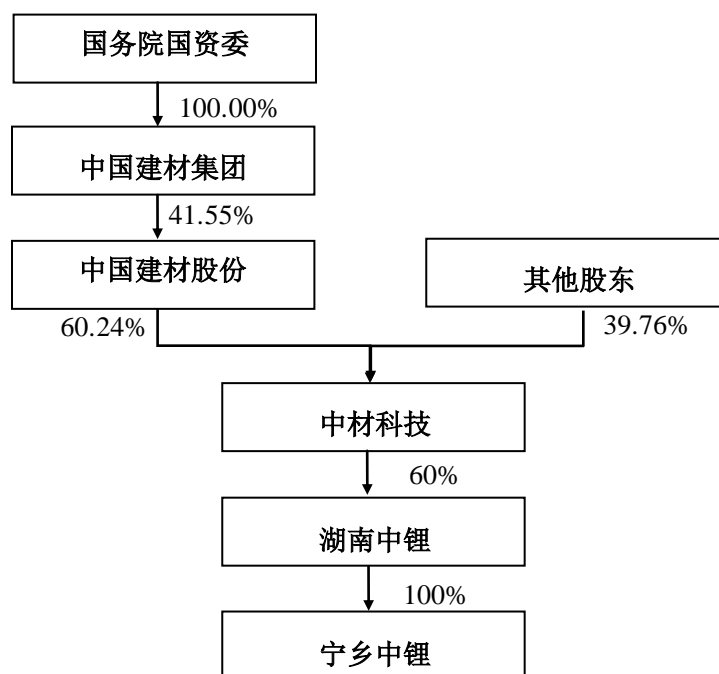 国务院国资委
100.00%
中国建材集团
41.55%
中国建材股份
其他股东
60.24%
39.76%
中材科技
60%
湖南中锂
100%
宁乡中锂